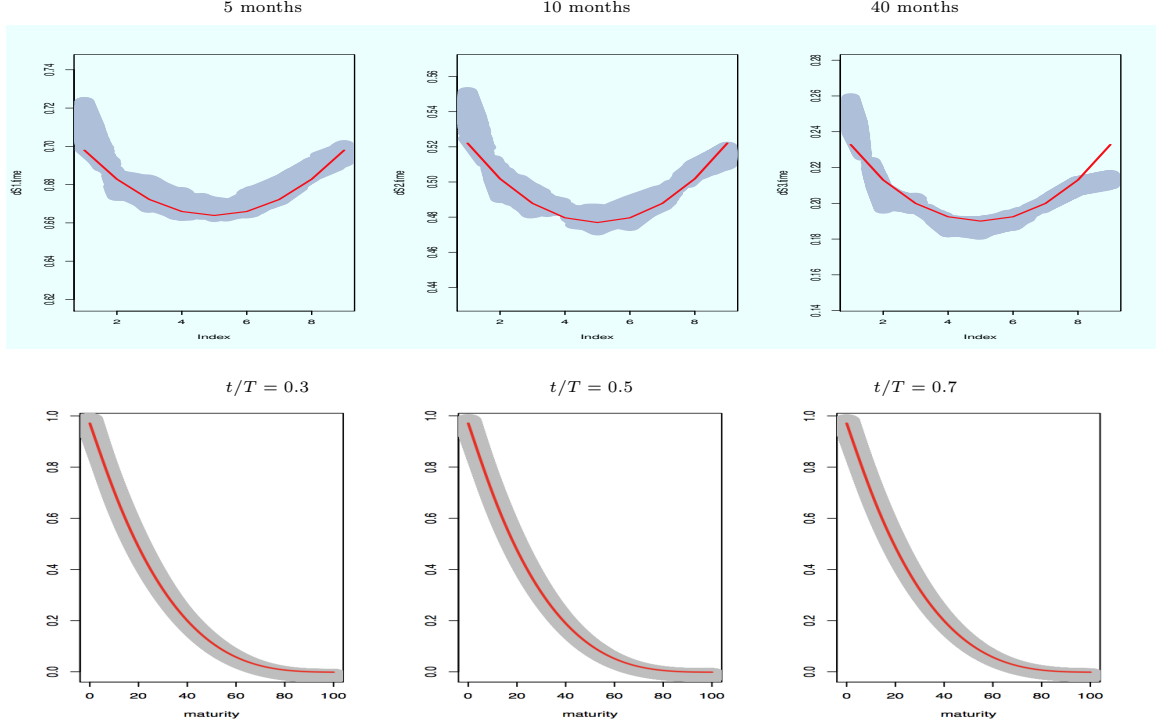 5 months 10 months 40 months
dS1.fme
0.62 0.64 0.66 0.68 0.70 0.72 0.74
2 4 6 8
Index
dS2.fme
0.44 0.46 0.48 0.50 0.52 0.54 0.56
2 4 6 8
Index
dS3.fme
0.14 0.16 0.18 0.20 0.22 0.24 0.26 0.28
2 4 6 8
Index
t/T = 0.3 t/T = 0.5 t/T = 0.7
0.0 0.2 0.4 0.6 0.8 1.0
0 20 40 60 80 100
maturity
0.0 0.2 0.4 0.6 0.8 1.0
0 20 40 60 80 100
maturity
0.0 0.2 0.4 0.6 0.8 1.0
0 20 40 60 80 100
maturity